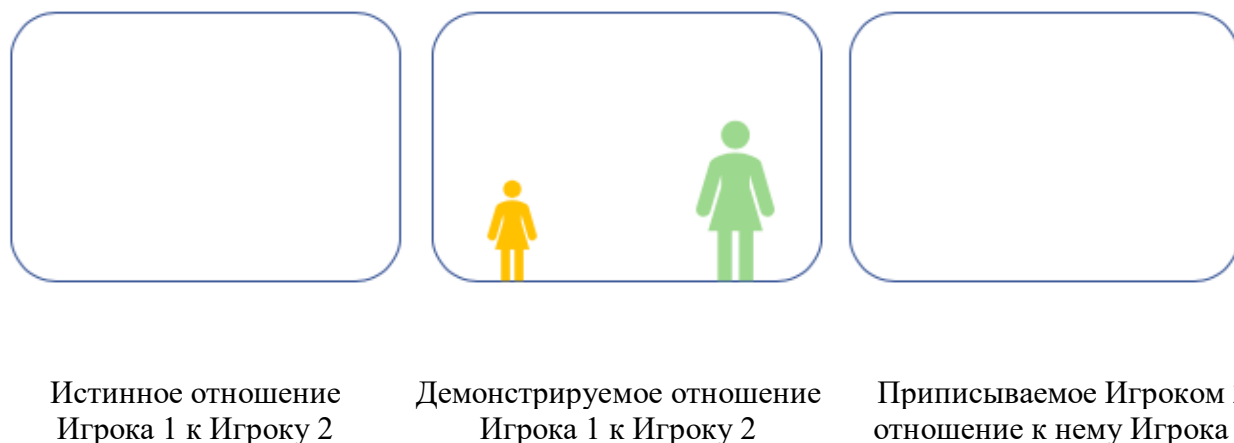 Истинное отношение
Игрока 1 к Игроку 2
Демонстрируемое отношение
Игрока 1 к Игроку 2
Приписываемое Игроком
отношение к нему Игрока